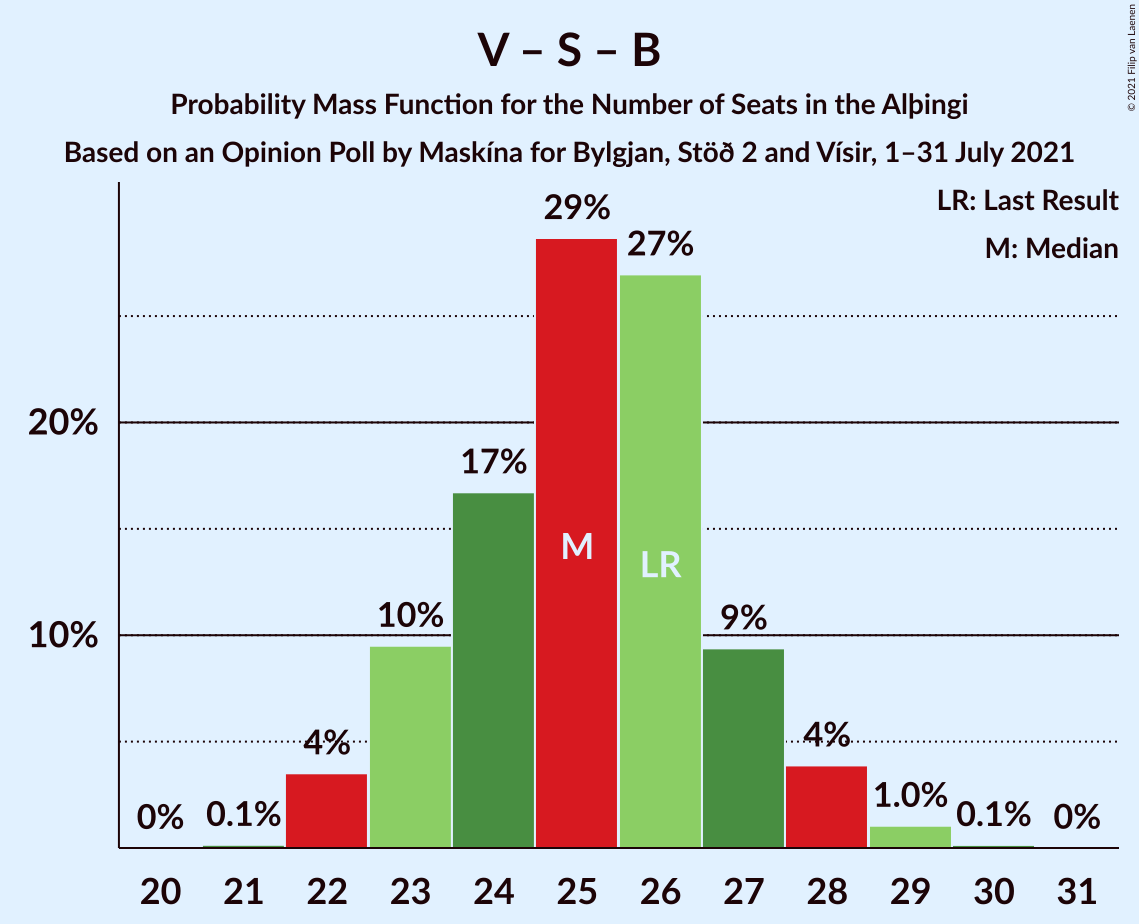 V – S – B
Probability Mass Function for the Number of Seats in the Alþingi
Based on an Opinion Poll by Maskína for Bylgjan, Stöð 2 and Vísir, 1–31 July 2021
© 2021 Filip van Laenen
LR: Last Result
M: Median
20%
10%
0%
0.1%
4%
10%
17%
29%
27%
9%
4%
1.0%
0.1%
0%
M
LR
20 21 22 23 24 25 26 27 28 29 30 31